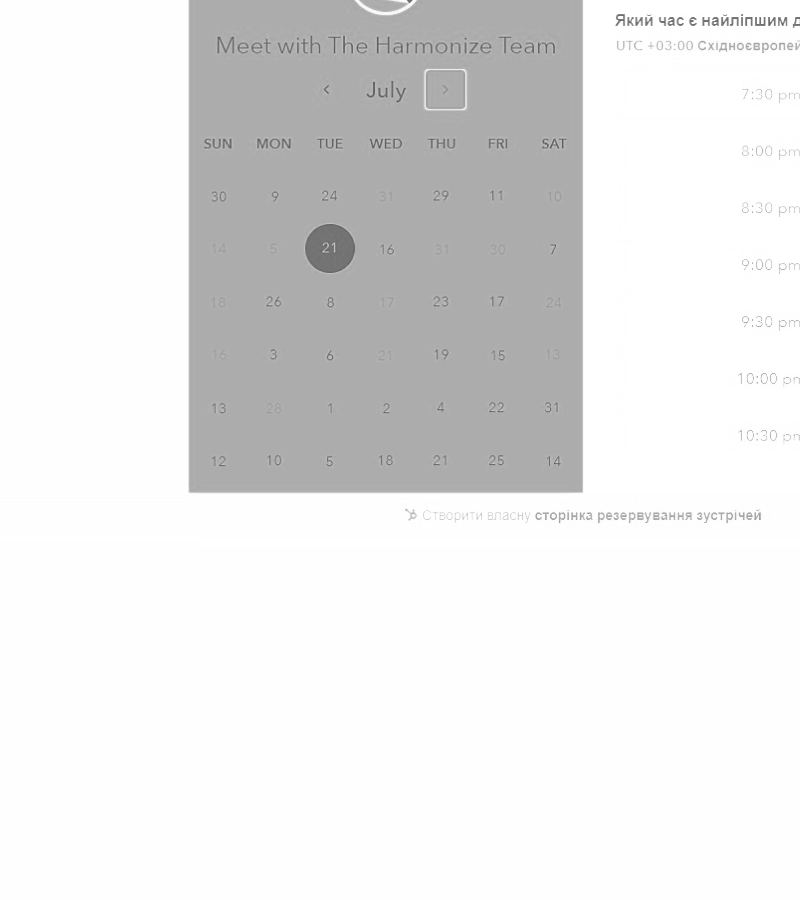 Meet with The Harmonize Team
July
SUN MON TUE WED THU FRI SAT
30 9 24 31 29 11 10
14 5 21 16 31 30 7
18 26 8 17 23 17 24
16 3 6 21 19 15 13
13 28 1 2 4 22 31
12 10 5 18 21 25 14
Який час є найліпшим
UTC +03:00
7:30 pm
8:00 pm
8:30 pm
9:00 pm
9:30 pm
10:00 pm
10:30 pm
Створити власну сторінка резервування зустрічей